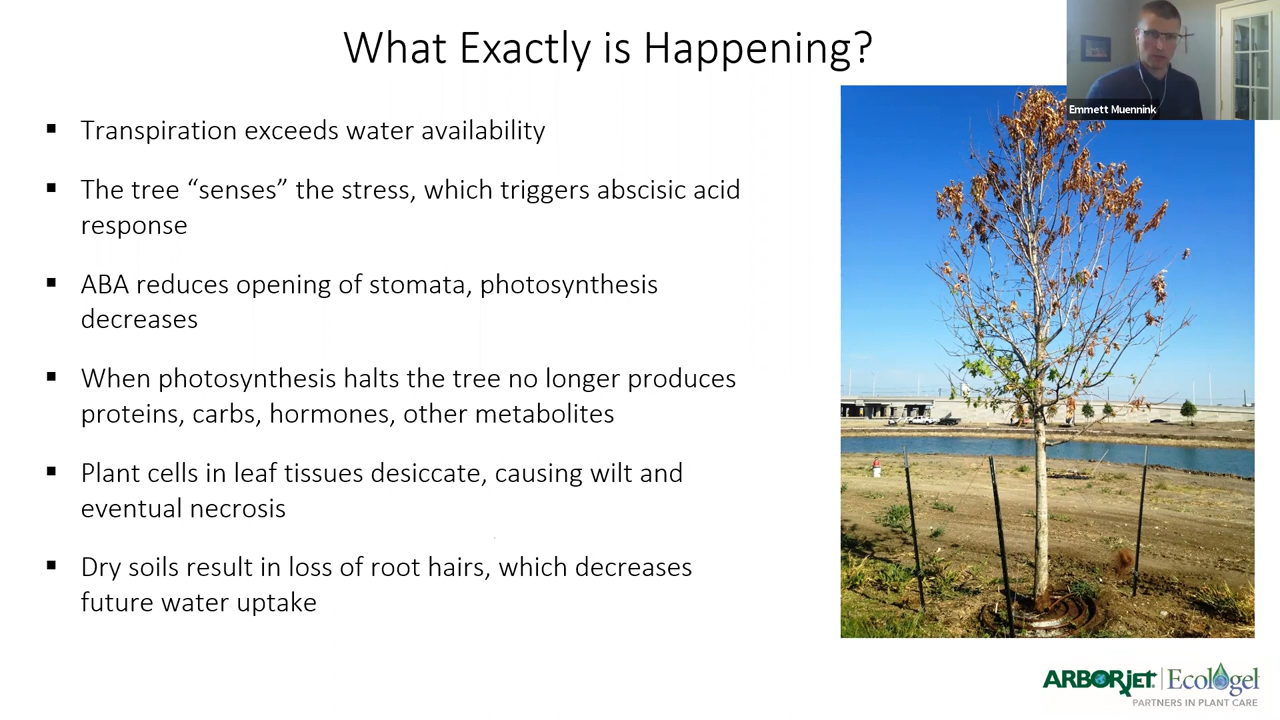 What Exactly is Happening?
Emmett Muennink
▪ Transpiration exceeds water availability
▪ The tree “senses” the stress, which triggers abscisic acid
response
▪ ABA reduces opening of stomata, photosynthesis
decreases
▪ When photosynthesis halts the tree no longer produces
proteins, carbs, hormones, other metabolites
▪ Plant cells in leaf tissues desiccate, causing wilt and
eventual necrosis
▪ Dry soils result in loss of root hairs, which decreases
future water uptake
ARBORjET | Ecologel
PARTNERS IN PLANT CARE